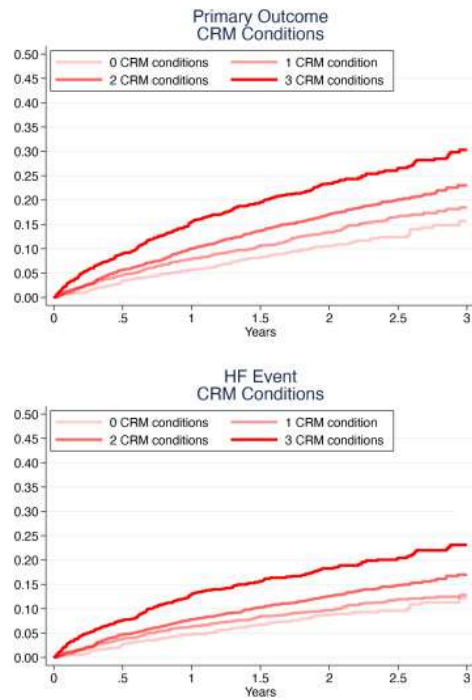 Primary Outcome
CRM Conditions
0 CRM conditions 1 CRM condition
2 CRM conditions 3 CRM conditions
0.50
0.45
0.40
0.35
0.30
0.25
0.20
0.15
0.10
0.05
0.00
0 .5 1 1.5 2 2.5 3
Years
HF Event
CRM Conditions
0 CRM conditions 1 CRM condition
2 CRM conditions 3 CRM conditions
0.50
0.45
0.40
0.35
0.30
0.25
0.20
0.15
0.10
0.05
0.00
0 .5 1 1.5 2 2.5 3
Years